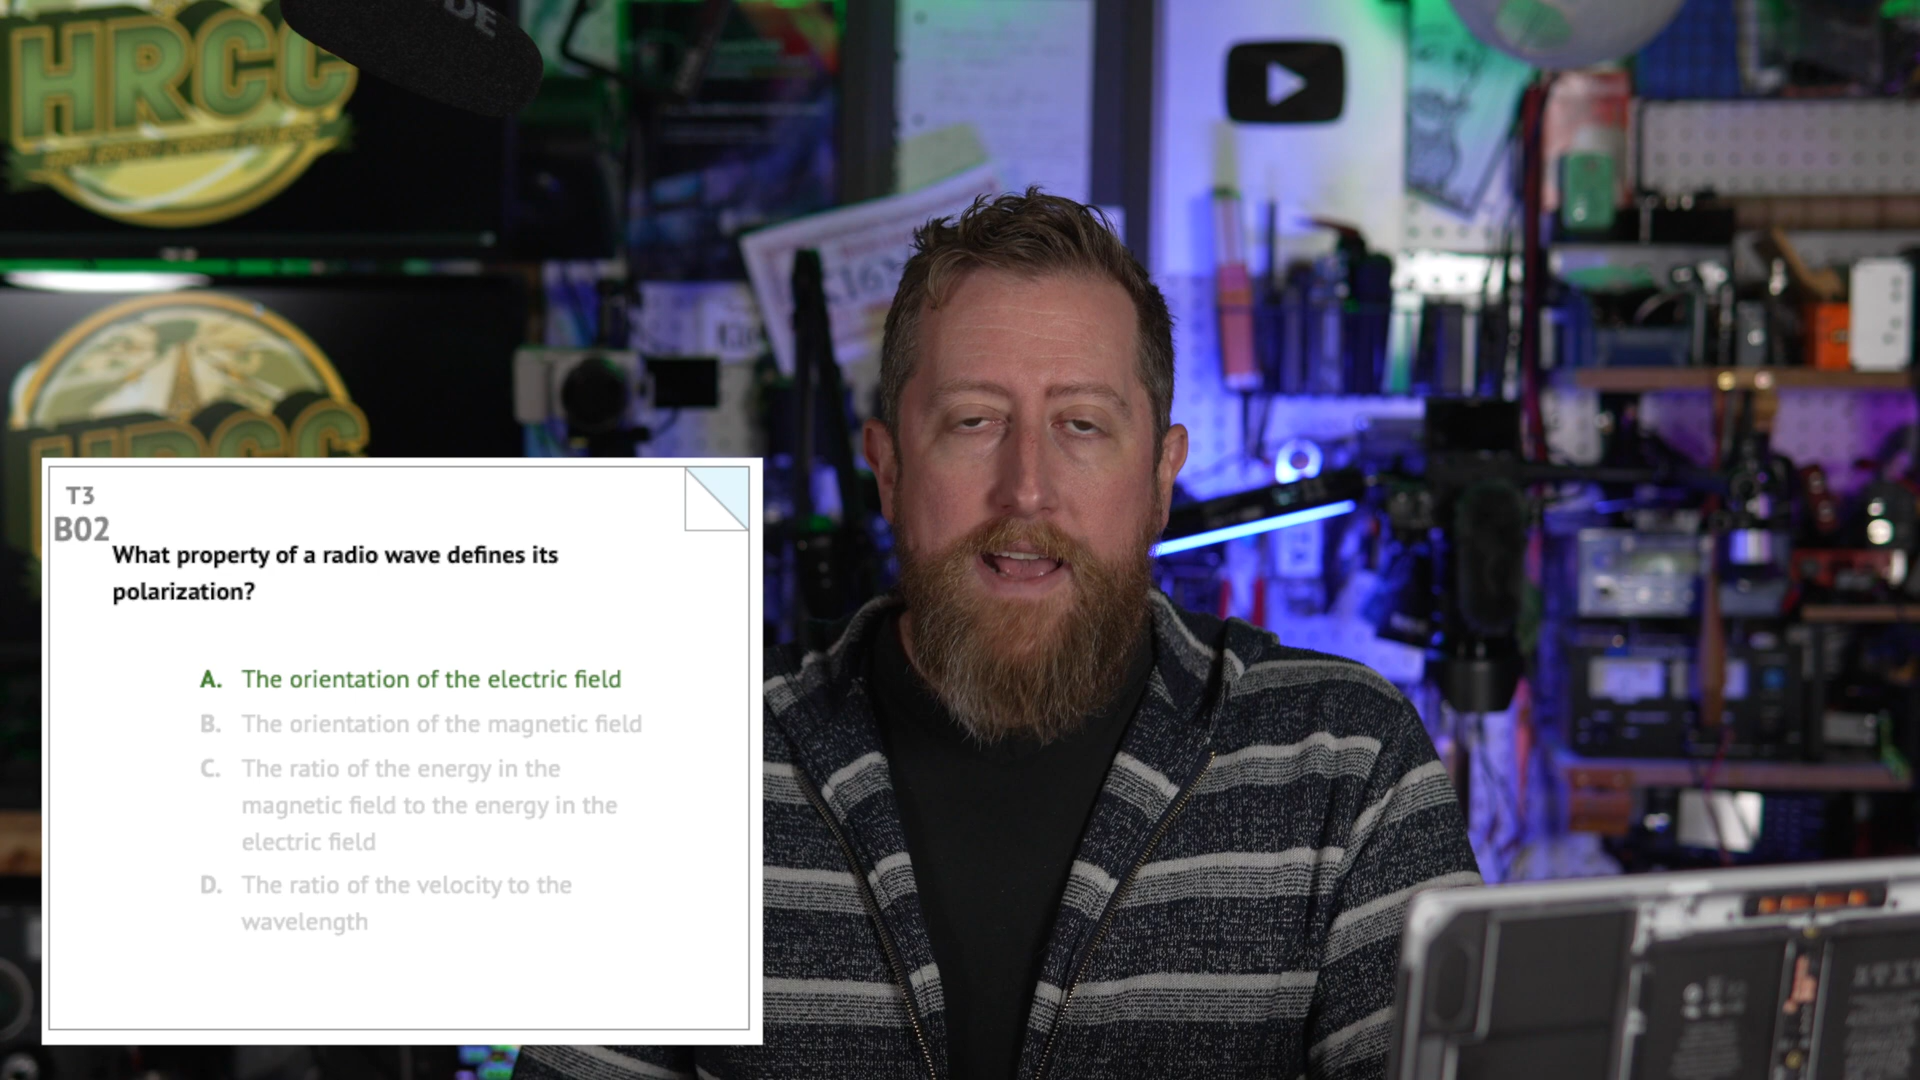 DE
HRCC
HRCC
T3
B02
What property of a radio wave defines its
polarization?
A. The orientation of the electric field
B. The orientation of the magnetic field
C. The ratio of the energy in the
magnetic field to the energy in the
electric field
D. The ratio of the velocity to the
wavelength